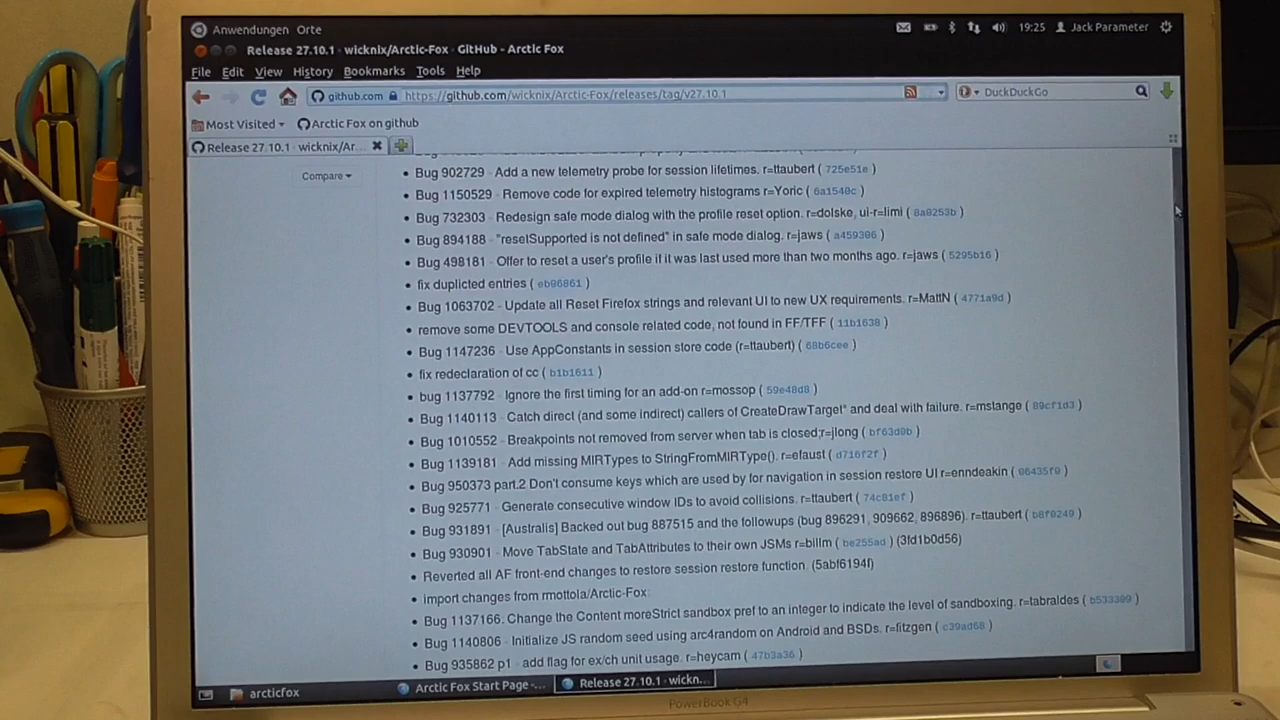 Anwendungen Orte 19:25 Jack Parameter
Release 27.10.1 · wicknix/Arctic-Fox · GitHub - Arctic Fox
File Edit View History Bookmarks Tools Help
github.com https://github.com/wicknix/Arctic-Fox/releases/tag/v27.10.1 DuckDuckGo
Most Visited Arctic Fox on github
Release 27.10.1 · wicknix/Ar...
Compare
Bug 902729 - Add a new telemetry probe for session lifetimes. r=ttaubert ( 725e51e )
Bug 1150529 - Remove code for expired telemetry histograms r=Yoric ( 6a1540c )
Bug 732303 - Redesign safe mode dialog with the profile reset option. r=dolske, ui-r=limi ( 8a0253b )
Bug 894188 - "resetSupported is not defined" in safe mode dialog. r=jaws ( a459306 )
Bug 498181 - Offer to reset a user's profile if it was last used more than two months ago. r=jaws ( 5295b16 )
fix duplicted entries ( eb06861 )
Bug 1063702 - Update all Reset Firefox strings and relevant UI to new UX requirements. r=MattN ( 4771a9d )
remove some DEVTOOLS and console related code, not found in FF/TFF ( 11b1638 )
Bug 1147236 - Use AppConstants in session store code (r=ttaubert) ( 68b6cee )
fix redeclaration of cc ( b1b1611 )
bug 1137792 - Ignore the first timing for an add-on r=mossop ( 59e48d8 )
Bug 1140113 - Catch direct (and some indirect) callers of CreateDrawTarget* and deal with failure. r=mstange ( 89cf1d3 )
Bug 1010552 - Breakpoints not removed from server when tab is closed;r=jlong ( bf63d0b )
Bug 1139181 - Add missing MIRTypes to StringFromMIRType(). r=efaust ( d716f2f )
Bug 950373 part.2 Don't consume keys which are used by for navigation in session restore UI r=enndeakin ( 06435f0 )
Bug 925771 - Generate consecutive window IDs to avoid collisions. r=ttaubert ( 74c81ef )
Bug 931891 - [Australis] Backed out bug 887515 and the followups (bug 896291, 909662, 896896). r=ttaubert ( b8f0249 )
Bug 930901 - Move TabState and TabAttributes to their own JSMs r=billm ( be255ad ) (3fd1b0d56)
Reverted all AF front-end changes to restore session restore function. (5abf6194f)
import changes from rmottola/Arctic-Fox:
Bug 1137166. Change the Content moreStrict sandbox pref to an integer to indicate the level of sandboxing. r=tabraldes ( b533309 )
Bug 1140806 - Initialize JS random seed using arc4random on Android and BSDs. r=fitzgen ( c39ad68 )
Bug 935862 p1 - add flag for ex/ch unit usage. r=heycam ( 47b3a36 )
arcticfox Arctic Fox Start Page -... Release 27.10.1 · wickn...
PowerBook G4